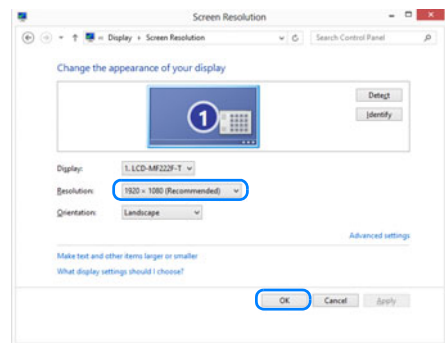 Screen Resolution
« Display ▸ Screen Resolution
Search Control Panel
Change the appearance of your display
1
Detect
Identify
Display: 1. LCD-MF222F-T
Resolution: 1920 × 1080 (Recommended)
Orientation: Landscape
Advanced settings
Make text and other items larger or smaller
What display settings should I choose?
OK Cancel Apply